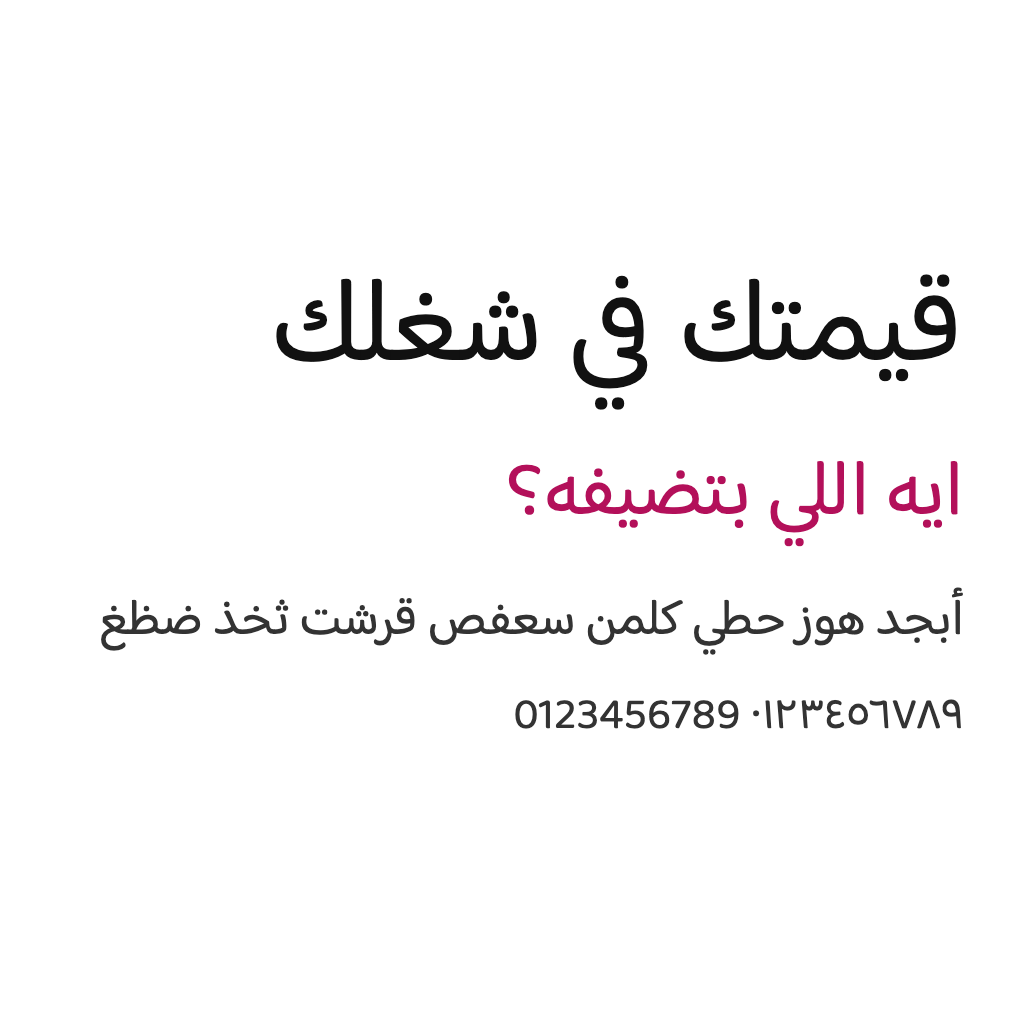 قيمتك في شغلك
ايه اللي بتضيفه؟
أبجد هوز حطي كلمن سعفص قرشت ثخذ ضظغ
٠١٢٣٤٥٦٧٨٩ 0123456789